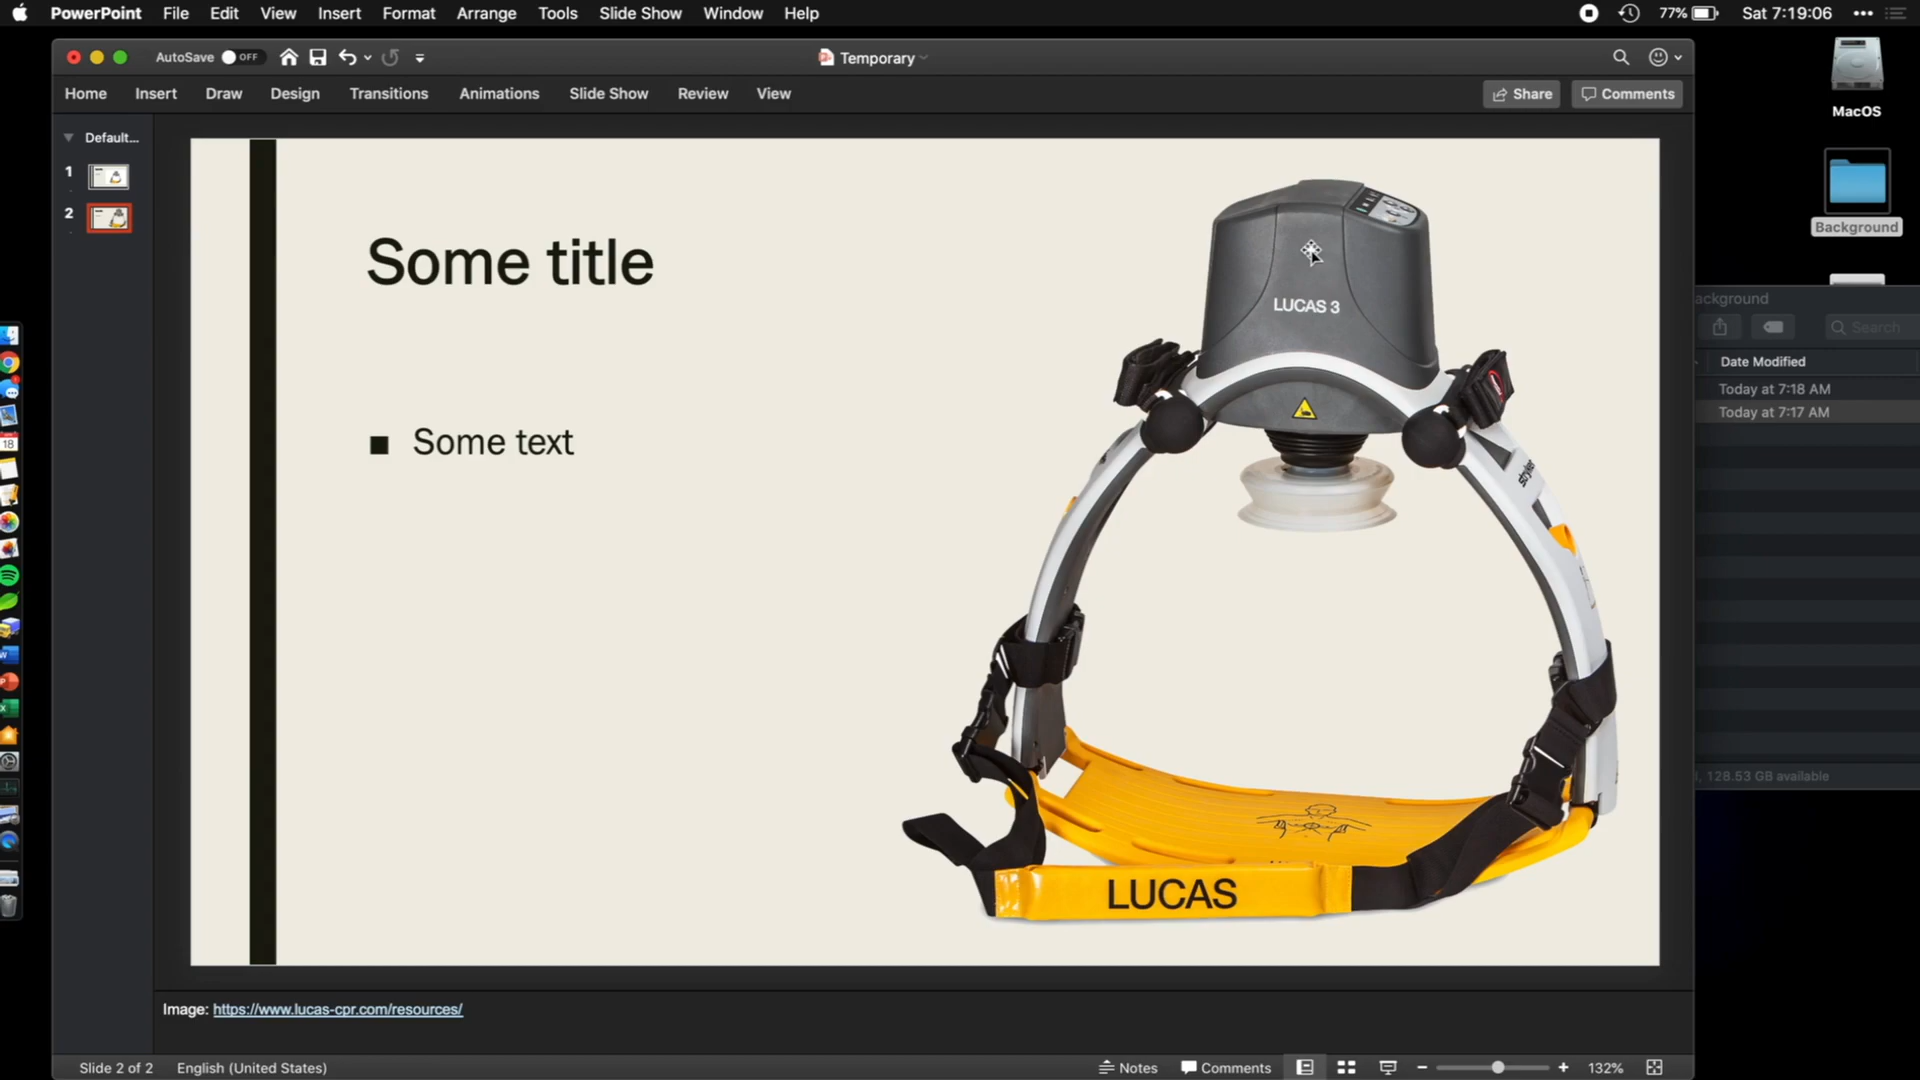 PowerPoint File Edit View Insert Format Arrange Tools Slide Show Window Help 77% Sat 7:19:06
AutoSave OFF Temporary
Home Insert Draw Design Transitions Animations Slide Show Review View Share Comments
MacOS
Default...
1
2
Background
Some title
LUCAS 3
Some text
stryker
LUCAS
ackground
Search
Date Modified
Today at 7:18 AM
Today at 7:17 AM
, 128.53 GB available
18
Image: https://www.lucas-cpr.com/resources/
Slide 2 of 2 English (United States) Notes Comments 132%